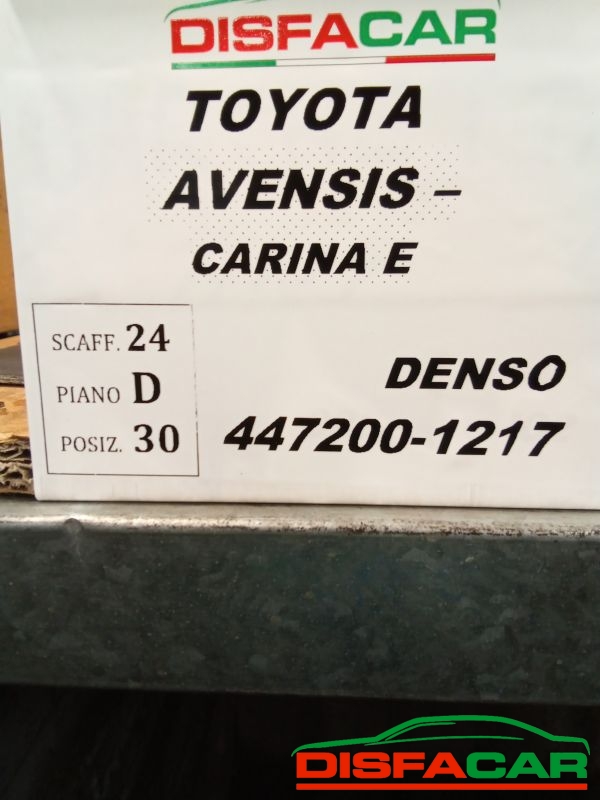 DISFACAR
TOYOTA
AVENSIS –
CARINA E
SCAFF. 24
PIANO D
POSIZ. 30
DENSO
447200-1217
DISFACAR